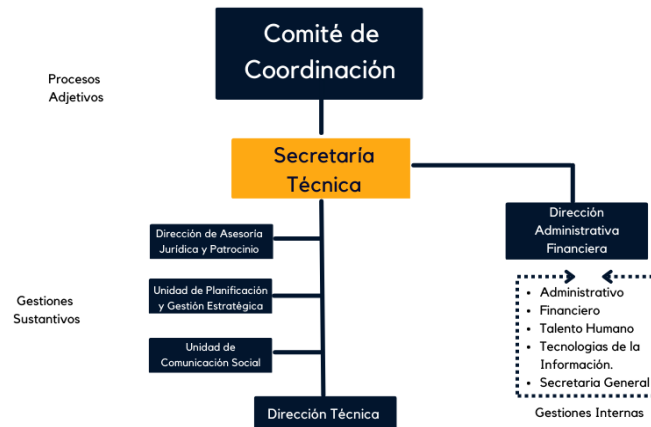 Comité de
Coordinación
Procesos
Adjetivos
Secretaría
Técnica
Dirección
Administrativa
Financiera
Dirección de Asesoría
Jurídica y Patrocinio
Unidad de Planificación
y Gestión Estratégica
Unidad de
Comunicación Social
Gestiones
Sustantivos
• Administrativo
• Financiero
• Talento Humano
• Tecnologías de la
Información.
• Secretaria General
Dirección Técnica
Gestiones Internas